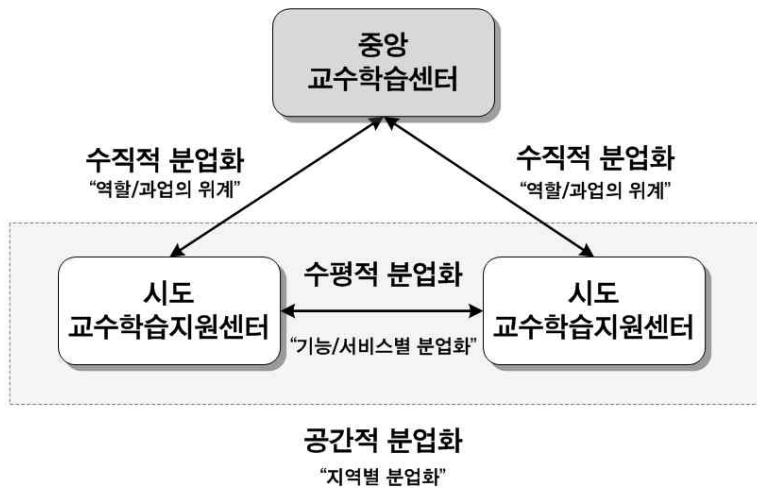 중앙
교수학습센터
수직적 분업화
“역할/과업의 위계”
수직적 분업화
“역할/과업의 위계”
시도
교수학습지원센터
수평적 분업화
“기능/서비스별 분업화”
시도
교수학습지원센터
공간적 분업화
“지역별 분업화”